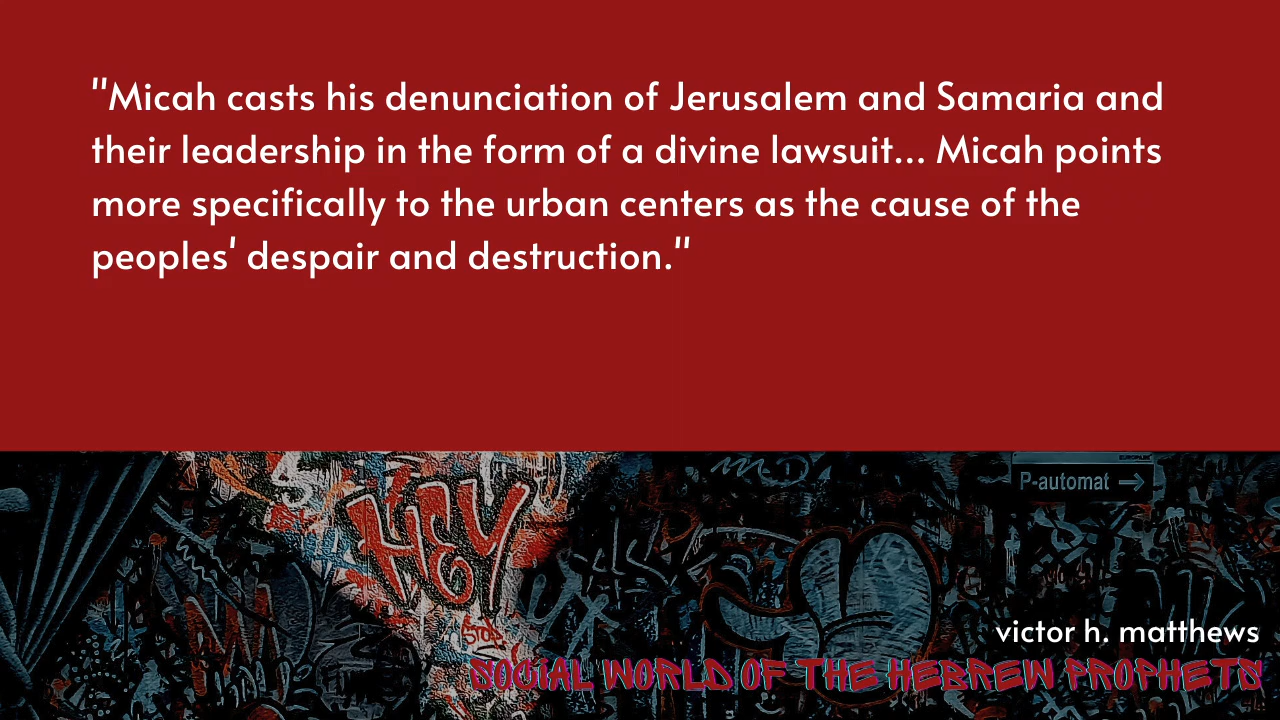 "Micah casts his denunciation of Jerusalem and Samaria and
their leadership in the form of a divine lawsuit... Micah points
more specifically to the urban centers as the cause of the
peoples' despair and destruction."
P-automat →
HEY
STOP
victor h. matthews
SOCIAL WORLD OF THE HEBREW PROPHETS